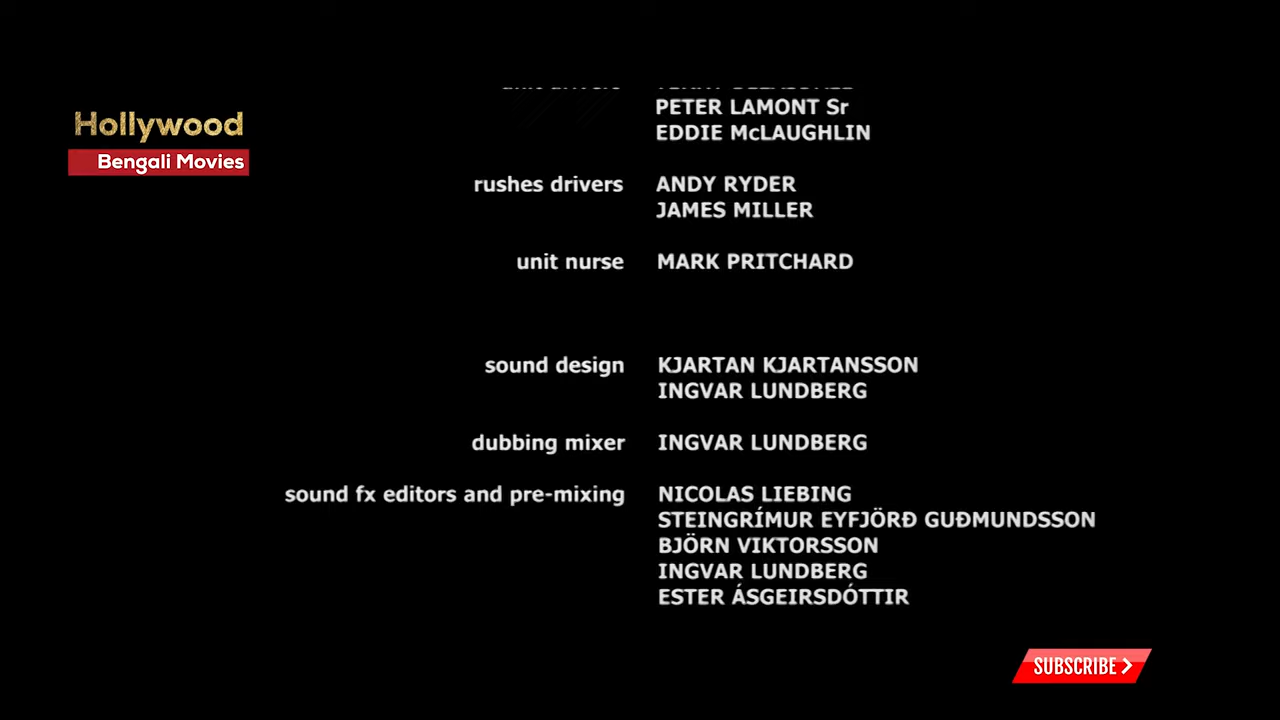 Hollywood
Bengali Movies
unit drivers
PETER LAMONT Sr
EDDIE McLAUGHLIN
rushes drivers ANDY RYDER
JAMES MILLER
unit nurse MARK PRITCHARD
sound design KJARTAN KJARTANSSON
INGVAR LUNDBERG
dubbing mixer INGVAR LUNDBERG
sound fx editors and pre-mixing NICOLAS LIEBING
STEINGRÍMUR EYFJÖRÐ GUÐMUNDSSON
BJÖRN VIKTORSSON
INGVAR LUNDBERG
ESTER ÁSGEIRSDÓTTIR
SUBSCRIBE